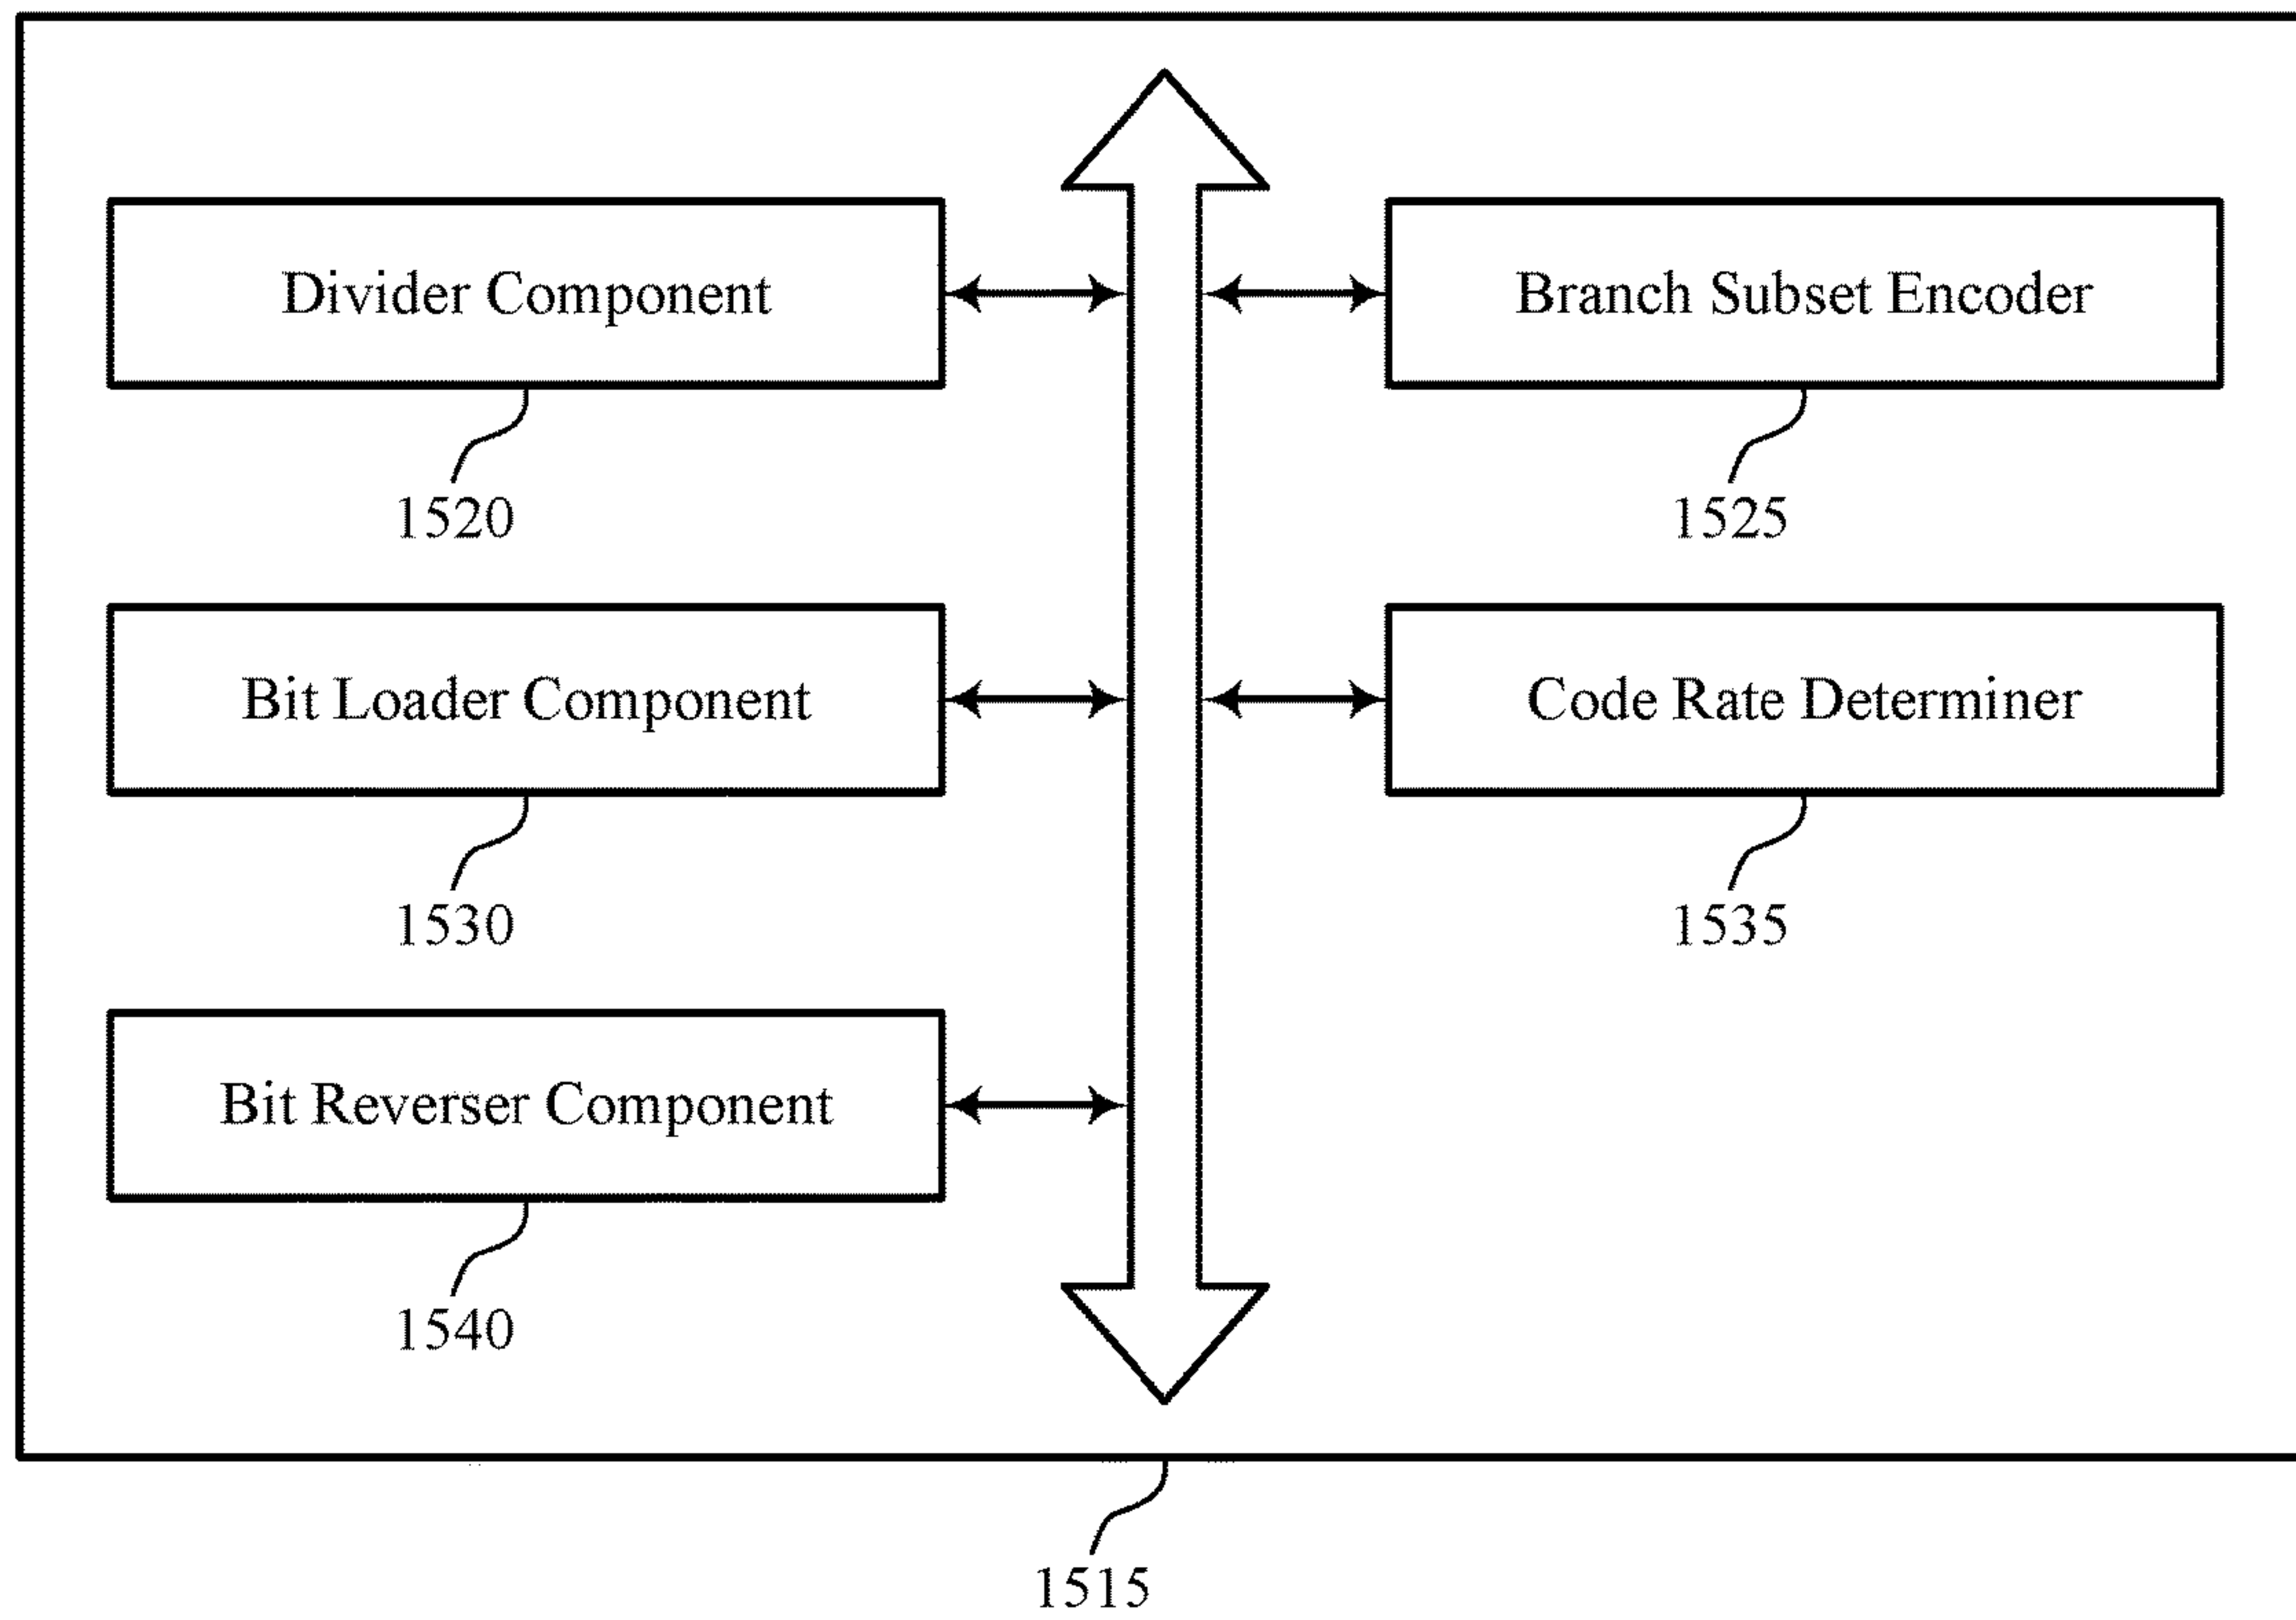 Divider Component
Branch Subset Encoder
1520
1525
Bit Loader Component
Code Rate Determiner
1530
1535
Bit Reverser Component
1540
1515